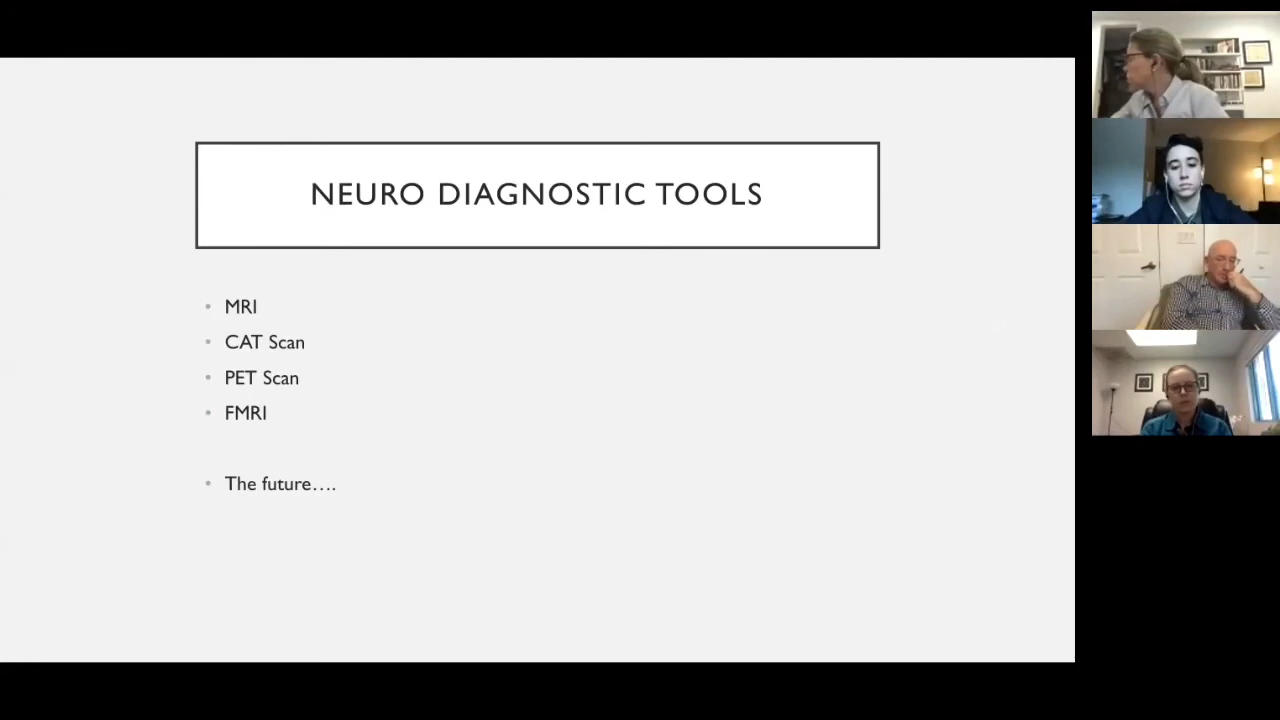 NEURO DIAGNOSTIC TOOLS
• MRI
• CAT Scan
• PET Scan
• FMRI
• The future….